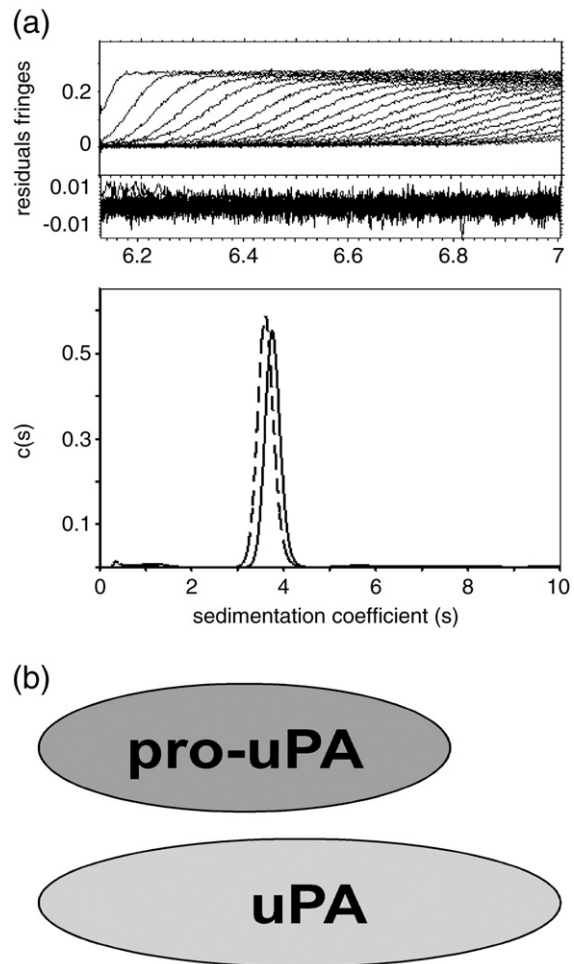 (a)
residuals fringes
0.2
0
0.01
-0.01
6.2 6.4 6.6 6.8 7
c(s)
0.5
0.3
0.1
0 2 4 6 8 10
sedimentation coefficient (s)
(b)
pro-uPA
uPA